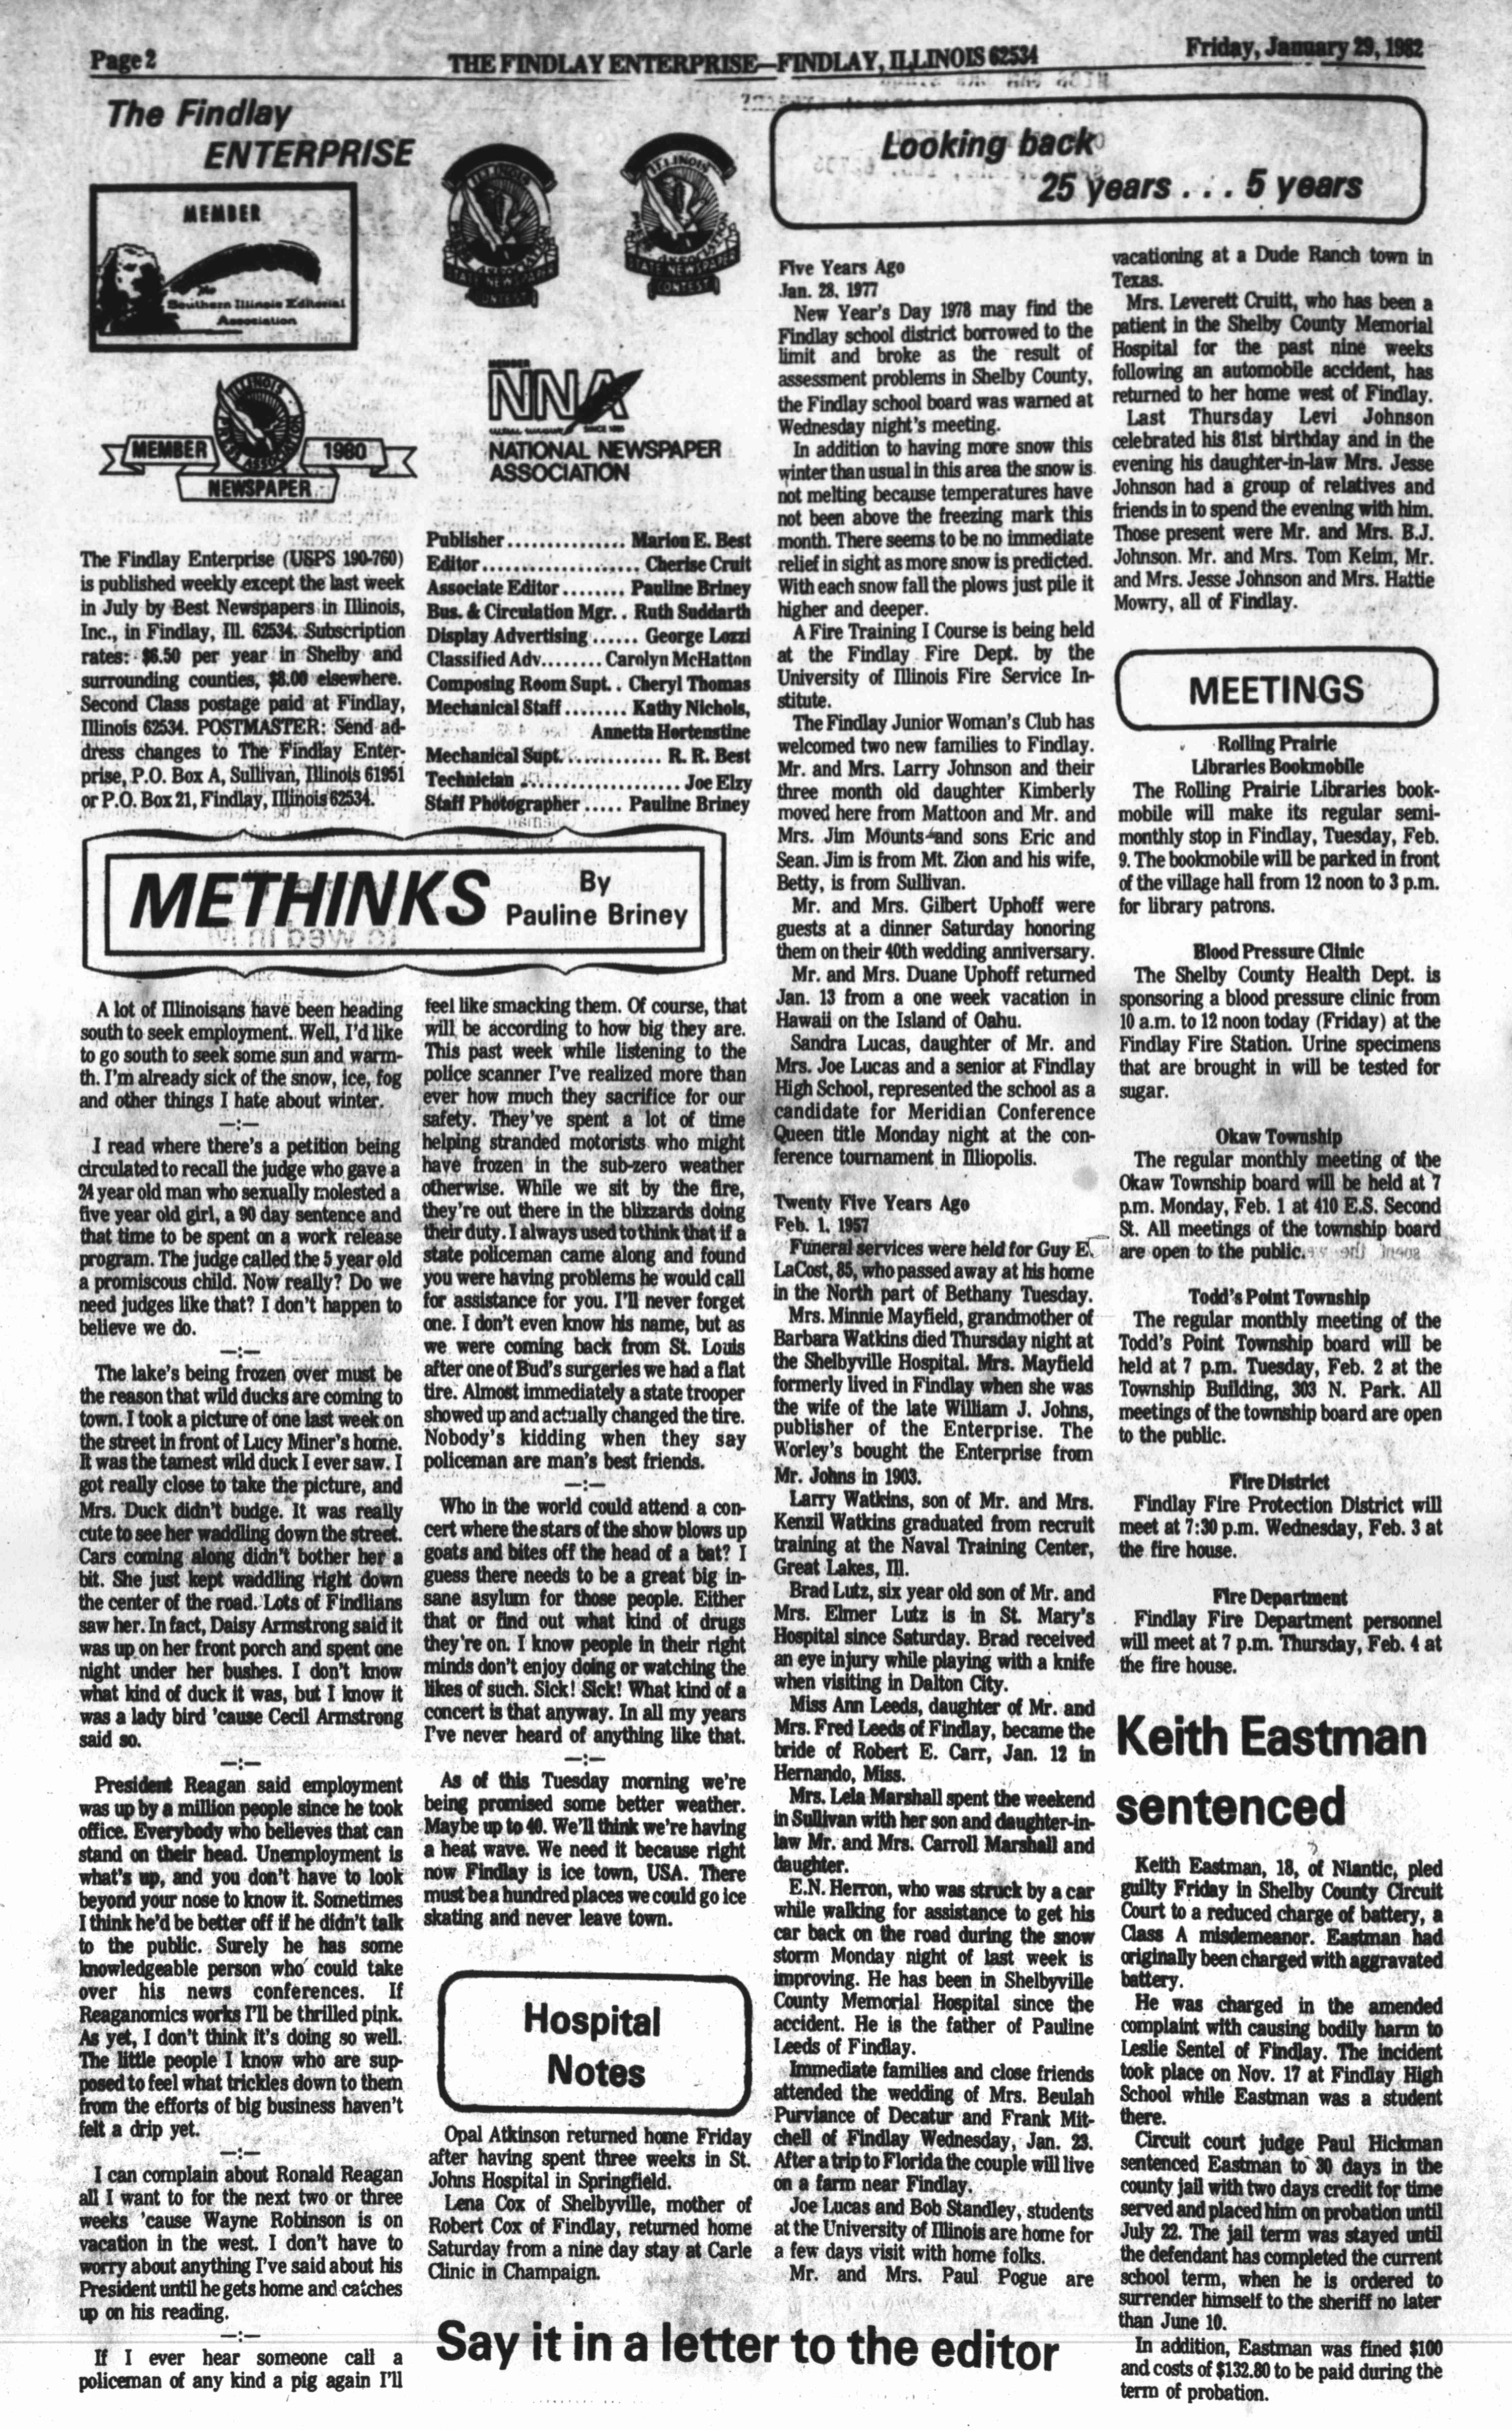 Page 2
THE FINDLAY ENTERPRISE—FINDLAY, ILLINOIS 62534
Friday, January 29, 1982
The Findlay
ENTERPRISE
MEMBER
Southern Illinois Editorial
Association
MEMBER
1980
NEWSPAPER
ILLINOIS
STATE NEWSPAPER
CONTEST
ILLINOIS
STATE NEWSPAPER
CONTEST
MEMBER
NNA
SINCE 1885
NATIONAL NEWSPAPER
ASSOCIATION
The Findlay Enterprise (USPS 190-760)
is published weekly except the last week
in July by Best Newspapers in Illinois,
Inc., in Findlay, Ill. 62534. Subscription
rates: $6.50 per year in Shelby and
surrounding counties, $8.00 elsewhere.
Second Class postage paid at Findlay,
Illinois 62534. POSTMASTER: Send ad-
dress changes to The Findlay Enter-
prise, P.O. Box A, Sullivan, Illinois 61951
or P.O. Box 21, Findlay, Illinois 62534.
Publisher............... Marion E. Best
Editor................... Cherise Cruit
Associate Editor........ Pauline Briney
Bus. & Circulation Mgr.. Ruth Suddarth
Display Advertising ...... George Lozzi
Classified Adv........ Carolyn McHatton
Composing Room Supt.. Cheryl Thomas
Mechanical Staff ........ Kathy Nichols,
Annetta Hortenstine
Mechanical Supt............. R. R. Best
Technician ..................... Joe Elzy
Staff Photographer ..... Pauline Briney
METHINKS
By
Pauline Briney
A lot of Illinoisans have been heading
south to seek employment. Well, I'd like
to go south to seek some sun and warm-
th. I'm already sick of the snow, ice, fog
and other things I hate about winter.
—:—
I read where there's a petition being
circulated to recall the judge who gave a
24 year old man who sexually molested a
five year old girl, a 90 day sentence and
that time to be spent on a work release
program. The judge called the 5 year old
a promiscous child. Now really? Do we
need judges like that? I don't happen to
believe we do.
—:—
The lake's being frozen over must be
the reason that wild ducks are coming to
town. I took a picture of one last week on
the street in front of Lucy Miner's home.
It was the tamest wild duck I ever saw. I
got really close to take the picture, and
Mrs. Duck didn't budge. It was really
cute to see her waddling down the street.
Cars coming along didn't bother her a
bit. She just kept waddling right down
the center of the road. Lots of Findlians
saw her. In fact, Daisy Armstrong said it
was up on her front porch and spent one
night under her bushes. I don't know
what kind of duck it was, but I know it
was a lady bird 'cause Cecil Armstrong
said so.
—:—
President Reagan said employment
was up by a million people since he took
office. Everybody who believes that can
stand on their head. Unemployment is
what's up, and you don't have to look
beyond your nose to know it. Sometimes
I think he'd be better off if he didn't talk
to the public. Surely he has some
knowledgeable person who could take
over his news conferences. If
Reaganomics works I'll be thrilled pink.
As yet, I don't think it's doing so well.
The little people I know who are sup-
posed to feel what trickles down to them
from the efforts of big business haven't
felt a drip yet.
—:—
I can complain about Ronald Reagan
all I want to for the next two or three
weeks 'cause Wayne Robinson is on
vacation in the west. I don't have to
worry about anything I've said about his
President until he gets home and catches
up on his reading.
—:—
If I ever hear someone call a
policeman of any kind a pig again I'll
feel like smacking them. Of course, that
will be according to how big they are.
This past week while listening to the
police scanner I've realized more than
ever how much they sacrifice for our
safety. They've spent a lot of time
helping stranded motorists who might
have frozen in the sub-zero weather
otherwise. While we sit by the fire,
they're out there in the blizzards doing
their duty. I always used to think that if a
state policeman came along and found
you were having problems he would call
for assistance for you. I'll never forget
one. I don't even know his name, but as
we were coming back from St. Louis
after one of Bud's surgeries we had a flat
tire. Almost immediately a state trooper
showed up and actually changed the tire.
Nobody's kidding when they say
policeman are man's best friends.
—:—
Who in the world could attend a con-
cert where the stars of the show blows up
goats and bites off the head of a bat? I
guess there needs to be a great big in-
sane asylum for those people. Either
that or find out what kind of drugs
they're on. I know people in their right
minds don't enjoy doing or watching the
likes of such. Sick! Sick! What kind of a
concert is that anyway. In all my years
I've never heard of anything like that.
—:—
As of this Tuesday morning we're
being promised some better weather.
Maybe up to 40. We'll think we're having
a heat wave. We need it because right
now Findlay is ice town, USA. There
must be a hundred places we could go ice
skating and never leave town.
Hospital
Notes
Opal Atkinson returned home Friday
after having spent three weeks in St.
Johns Hospital in Springfield.
Lena Cox of Shelbyville, mother of
Robert Cox of Findlay, returned home
Saturday from a nine day stay at Carle
Clinic in Champaign.
Say it in a letter to the editor
Looking back
25 years . . . 5 years
Five Years Ago
Jan. 28, 1977
New Year's Day 1978 may find the
Findlay school district borrowed to the
limit and broke as the result of
assessment problems in Shelby County,
the Findlay school board was warned at
Wednesday night's meeting.
In addition to having more snow this
winter than usual in this area the snow is
not melting because temperatures have
not been above the freezing mark this
month. There seems to be no immediate
relief in sight as more snow is predicted.
With each snow fall the plows just pile it
higher and deeper.
A Fire Training I Course is being held
at the Findlay Fire Dept. by the
University of Illinois Fire Service In-
stitute.
The Findlay Junior Woman's Club has
welcomed two new families to Findlay.
Mr. and Mrs. Larry Johnson and their
three month old daughter Kimberly
moved here from Mattoon and Mr. and
Mrs. Jim Mounts and sons Eric and
Sean. Jim is from Mt. Zion and his wife,
Betty, is from Sullivan.
Mr. and Mrs. Gilbert Uphoff were
guests at a dinner Saturday honoring
them on their 40th wedding anniversary.
Mr. and Mrs. Duane Uphoff returned
Jan. 13 from a one week vacation in
Hawaii on the Island of Oahu.
Sandra Lucas, daughter of Mr. and
Mrs. Joe Lucas and a senior at Findlay
High School, represented the school as a
candidate for Meridian Conference
Queen title Monday night at the con-
ference tournament in Illiopolis.
Twenty Five Years Ago
Feb. 1, 1957
Funeral services were held for Guy E.
LaCost, 85, who passed away at his home
in the North part of Bethany Tuesday.
Mrs. Minnie Mayfield, grandmother of
Barbara Watkins died Thursday night at
the Shelbyville Hospital. Mrs. Mayfield
formerly lived in Findlay when she was
the wife of the late William J. Johns,
publisher of the Enterprise. The
Worley's bought the Enterprise from
Mr. Johns in 1903.
Larry Watkins, son of Mr. and Mrs.
Kenzil Watkins graduated from recruit
training at the Naval Training Center,
Great Lakes, Ill.
Brad Lutz, six year old son of Mr. and
Mrs. Elmer Lutz is in St. Mary's
Hospital since Saturday. Brad received
an eye injury while playing with a knife
when visiting in Dalton City.
Miss Ann Leeds, daughter of Mr. and
Mrs. Fred Leeds of Findlay, became the
bride of Robert E. Carr, Jan. 12 in
Hernando, Miss.
Mrs. Lela Marshall spent the weekend
in Sullivan with her son and daughter-in-
law Mr. and Mrs. Carroll Marshall and
daughter.
E.N. Herron, who was struck by a car
while walking for assistance to get his
car back on the road during the snow
storm Monday night of last week is
improving. He has been in Shelbyville
County Memorial Hospital since the
accident. He is the father of Pauline
Leeds of Findlay.
Immediate families and close friends
attended the wedding of Mrs. Beulah
Purviance of Decatur and Frank Mit-
chell of Findlay Wednesday, Jan. 23.
After a trip to Florida the couple will live
on a farm near Findlay.
Joe Lucas and Bob Standley, students
at the University of Illinois are home for
a few days visit with home folks.
Mr. and Mrs. Paul Pogue are
vacationing at a Dude Ranch town in
Texas.
Mrs. Leverett Cruitt, who has been a
patient in the Shelby County Memorial
Hospital for the past nine weeks
following an automobile accident, has
returned to her home west of Findlay.
Last Thursday Levi Johnson
celebrated his 81st birthday and in the
evening his daughter-in-law Mrs. Jesse
Johnson had a group of relatives and
friends in to spend the evening with him.
Those present were Mr. and Mrs. B.J.
Johnson. Mr. and Mrs. Tom Keim, Mr.
and Mrs. Jesse Johnson and Mrs. Hattie
Mowry, all of Findlay.
MEETINGS
Rolling Prairie
Libraries Bookmobile
The Rolling Prairie Libraries book-
mobile will make its regular semi-
monthly stop in Findlay, Tuesday, Feb.
9. The bookmobile will be parked in front
of the village hall from 12 noon to 3 p.m.
for library patrons.
Blood Pressure Clinic
The Shelby County Health Dept. is
sponsoring a blood pressure clinic from
10 a.m. to 12 noon today (Friday) at the
Findlay Fire Station. Urine specimens
that are brought in will be tested for
sugar.
Okaw Township
The regular monthly meeting of the
Okaw Township board will be held at 7
p.m. Monday, Feb. 1 at 410 E.S. Second
St. All meetings of the township board
are open to the public.
Todd's Point Township
The regular monthly meeting of the
Todd's Point Township board will be
held at 7 p.m. Tuesday, Feb. 2 at the
Township Building, 303 N. Park. All
meetings of the township board are open
to the public.
Fire District
Findlay Fire Protection District will
meet at 7:30 p.m. Wednesday, Feb. 3 at
the fire house.
Fire Department
Findlay Fire Department personnel
will meet at 7 p.m. Thursday, Feb. 4 at
the fire house.
Keith Eastman
sentenced
Keith Eastman, 18, of Niantic, pled
guilty Friday in Shelby County Circuit
Court to a reduced charge of battery, a
Class A misdemeanor. Eastman had
originally been charged with aggravated
battery.
He was charged in the amended
complaint with causing bodily harm to
Leslie Sentel of Findlay. The incident
took place on Nov. 17 at Findlay High
School while Eastman was a student
there.
Circuit court judge Paul Hickman
sentenced Eastman to 30 days in the
county jail with two days credit for time
served and placed him on probation until
July 22. The jail term was stayed until
the defendant has completed the current
school term, when he is ordered to
surrender himself to the sheriff no later
than June 10.
In addition, Eastman was fined $100
and costs of $132.80 to be paid during the
term of probation.